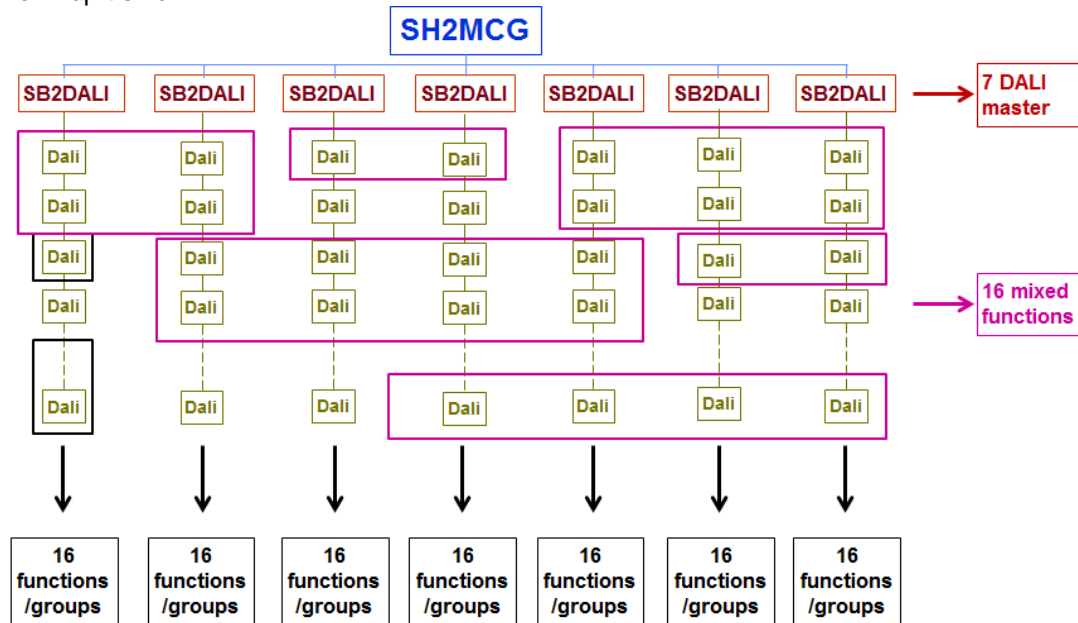 SH2MCG
SB2DALI SB2DALI SB2DALI SB2DALI SB2DALI SB2DALI SB2DALI
7 DALI
master
Dali Dali Dali Dali Dali Dali Dali
Dali Dali Dali Dali Dali Dali Dali
Dali Dali Dali Dali Dali Dali Dali
Dali Dali Dali Dali Dali Dali Dali
16 mixed
functions
Dali Dali Dali Dali Dali Dali Dali
16 16 16 16 16 16 16
functions functions functions functions functions functions functions
/groups /groups /groups /groups /groups /groups /groups